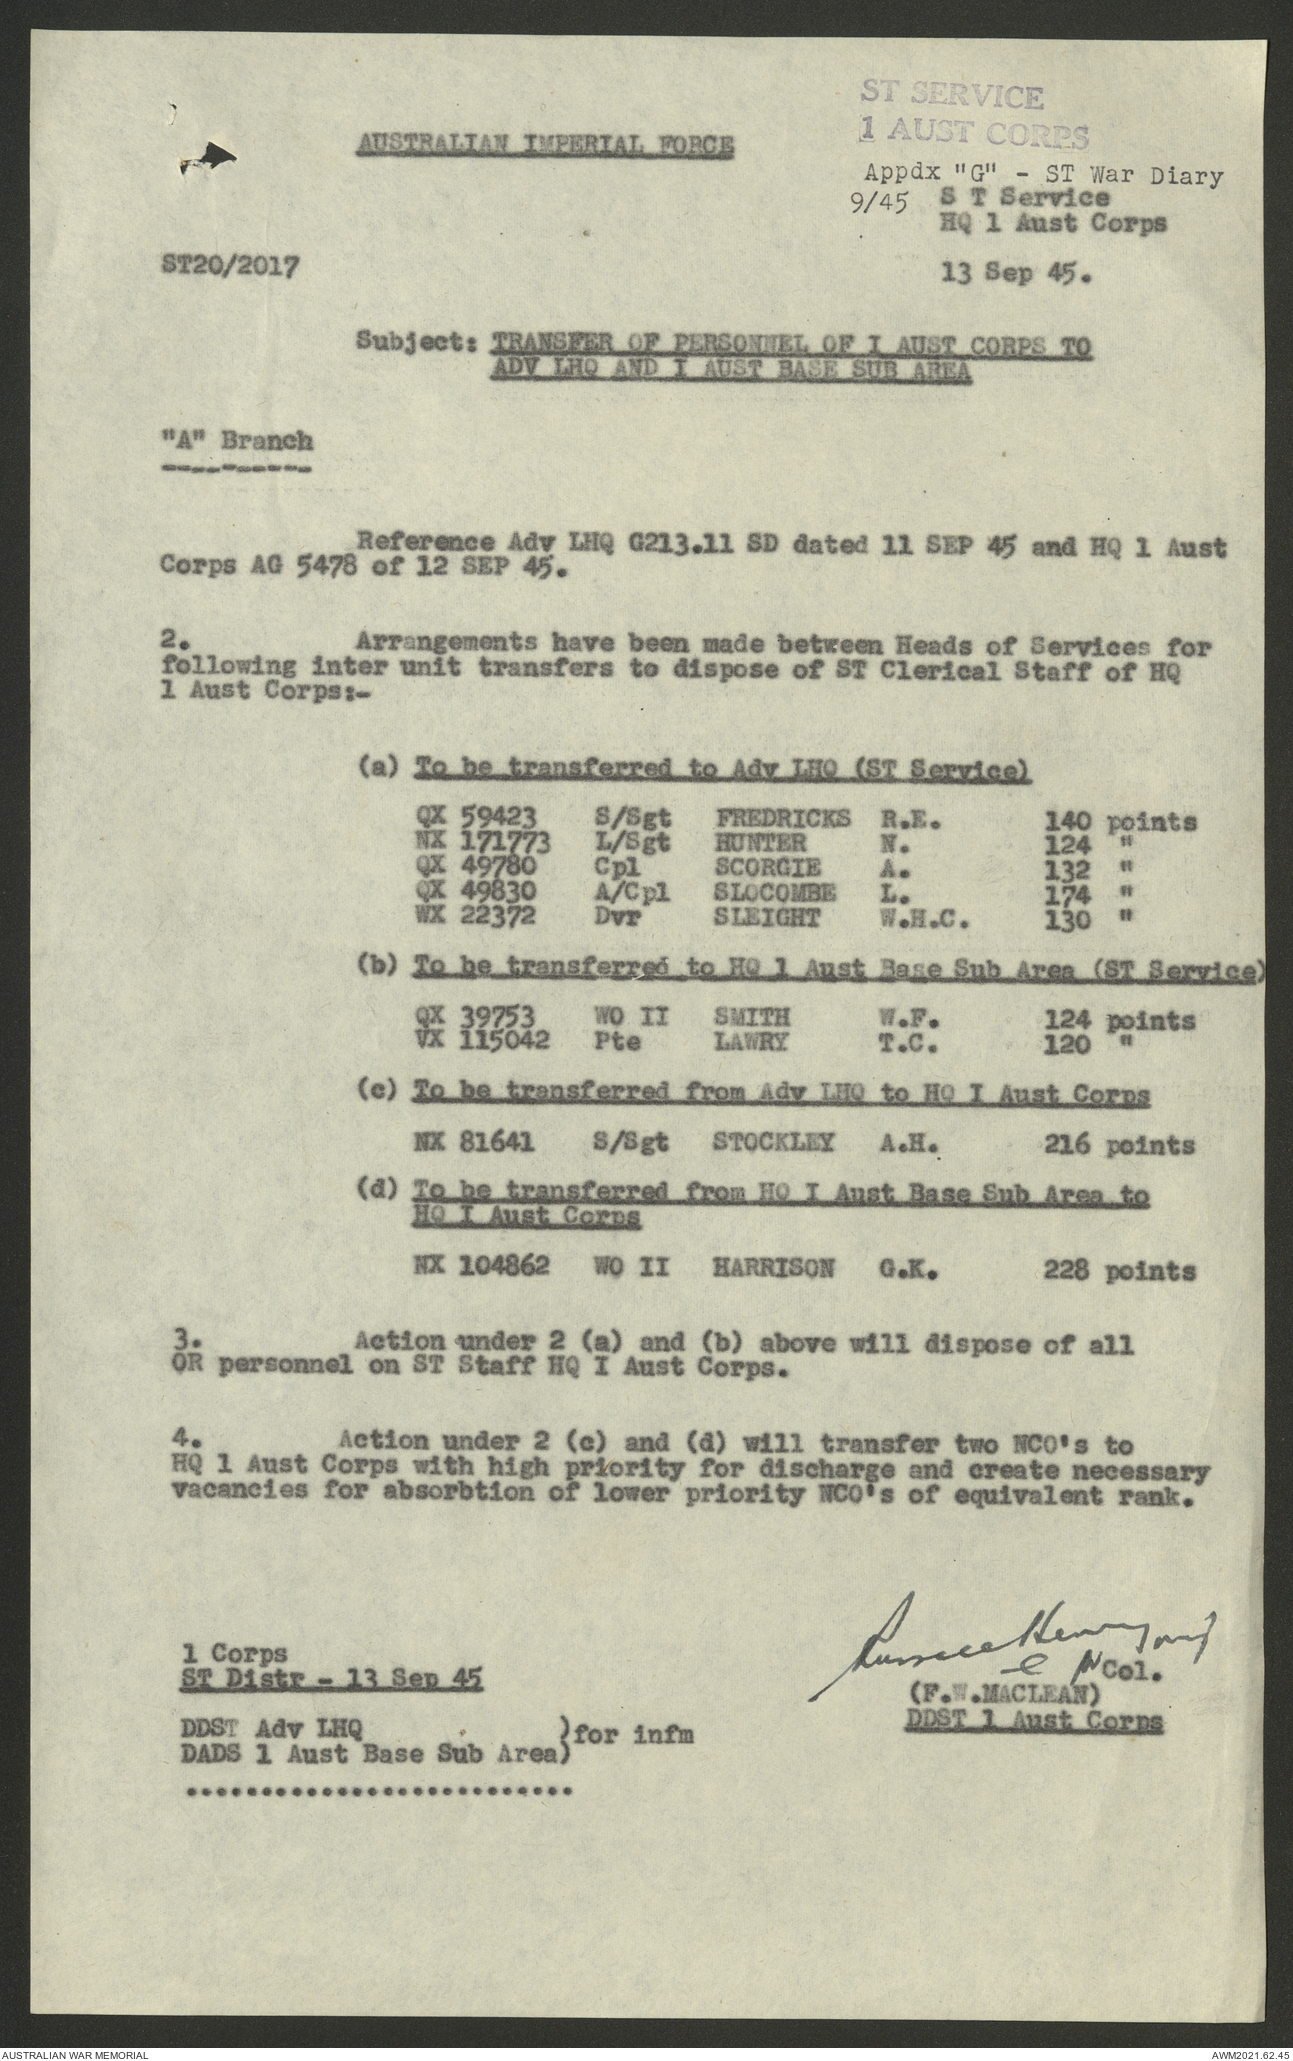 ST SERVICE
1 AUST CORPS
AUSTRALIAN IMPERIAL FORCE
Appdx "G" - ST War Diary
9/45 S T Service
HQ 1 Aust Corps
ST20/2017
13 Sep 45.
Subject: TRANSFER OF PERSONNEL OF I AUST CORPS TO
ADV LHQ AND I AUST BASE SUB AREA
"A" Branch
Reference Adv LHQ G213.11 SD dated 11 SEP 45 and HQ 1 Aust
Corps AG 5478 of 12 SEP 45.
2. Arrangements have been made between Heads of Services for
following inter unit transfers to dispose of ST Clerical Staff of HQ
1 Aust Corps:-
(a) To be transferred to Adv LHQ (ST Service)
QX 59423 S/Sgt FREDRICKS R.E. 140 points
NX 171773 L/Sgt HUNTER N. 124 "
QX 49780 Cpl SCORGIE A. 132 "
QX 49830 A/Cpl SLOCOMBE L. 174 "
WX 22372 Dvr SLEIGHT W.H.C. 130 "
(b) To be transferred to HQ 1 Aust Base Sub Area (ST Service)
QX 39753 WO II SMITH W.F. 124 points
VX 115042 Pte LAWRY T.C. 120 "
(c) To be transferred from Adv LHQ to HQ I Aust Corps
NX 81641 S/Sgt STOCKLEY A.H. 216 points
(d) To be transferred from HQ I Aust Base Sub Area to
HQ I Aust Corps
NX 104862 WO II HARRISON G.K. 228 points
3. Action under 2 (a) and (b) above will dispose of all
OR personnel on ST Staff HQ I Aust Corps.
4. Action under 2 (c) and (d) will transfer two NCO's to
HQ 1 Aust Corps with high priority for discharge and create necessary
vacancies for absorbtion of lower priority NCO's of equivalent rank.
1 Corps
ST Distr - 13 Sep 45
Col.
(F.W.MACLEAN)
DDST 1 Aust Corps
DDST Adv LHQ )for infm
DADS 1 Aust Base Sub Area)
...........................
AUSTRALIAN WAR MEMORIAL
AWM2021.62.45